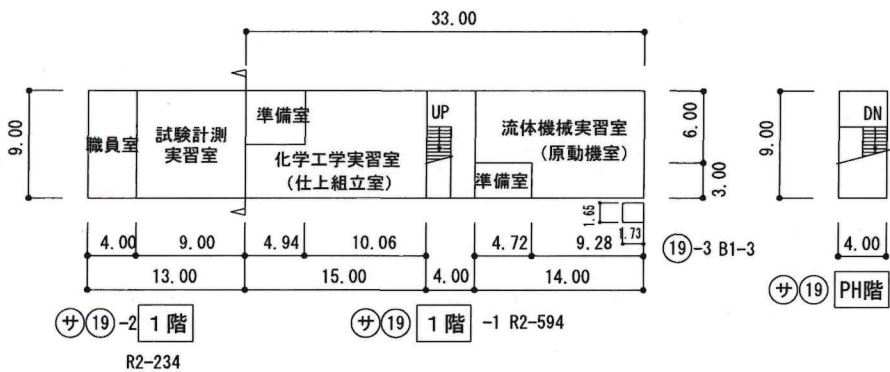 33.00
9.00
職員室
試験計測
実習室
準備室
化学工学実習室
(仕上組立室)
UP
流体機械実習室
(原動機室)
準備室
6.00
3.00
9.00
DN
1.65
1.73
4.00
9.00
4.94
10.06
4.72
9.28
⑲-3 B1-3
4.00
13.00
15.00
4.00
14.00
サ⑲ PH階
サ⑲-2 1階
サ⑲ 1階 -1 R2-594
R2-234